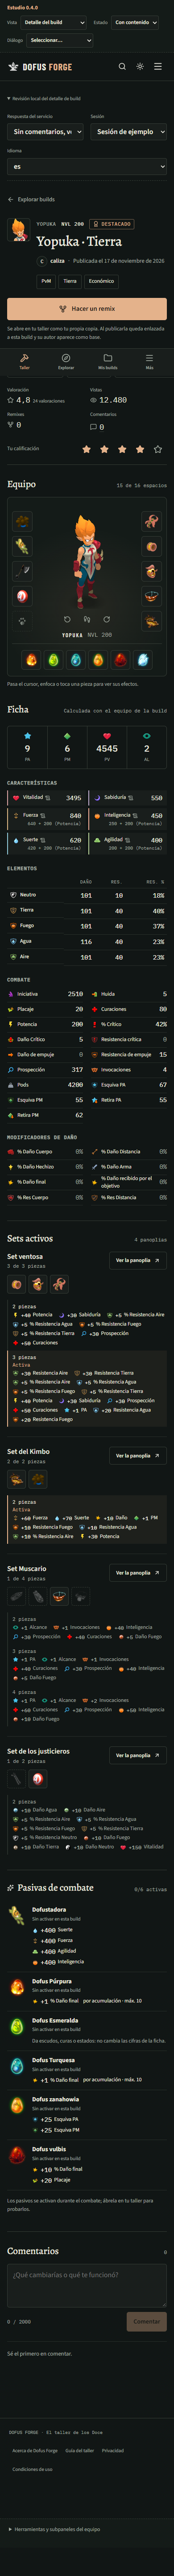 Estudio 0.4.0
Vista Detalle del build Estado Con contenido
Diálogo Seleccionar...
DOFUS FORGE
▼ Revisión local del detalle de build
Respuesta del servicio Sesión
Sin comentarios, vo Sesión de ejemplo
Idioma
es
← Explorar builds
YOPUKA NVL 200 DESTACADO
Yopuka · Tierra
C caliza · Publicada el 17 de noviembre de 2026
PvM Tierra Económico
Hacer un remix
Se abre en tu taller como tu propia copia. Al publicarla queda enlazada a esta build y su autor aparece como base.
Taller Explorar Mis builds Más
Valoración Vistas
4,8 24 valoraciones 12.480
Remixes Comentarios
0 0
Tu calificación
Equipo 15 de 16 espacios
YOPUKA NVL 200
Pasa el cursor, enfoca o toca una pieza para ver sus efectos.
Ficha Calculada con el equipo de la build
9 6 4545 2
PA PM PV AL
CARACTERÍSTICAS
Vitalidad 3495 Sabiduría 550
Fuerza 840 Inteligencia 450
640 + 200 (Potencia) 250 + 200 (Potencia)
Suerte 620 Agilidad 400
420 + 200 (Potencia) 200 + 200 (Potencia)
ELEMENTOS
DAÑO RES. RES. %
Neutro 101 10 18%
Tierra 101 40 40%
Fuego 101 40 37%
Agua 116 40 23%
Aire 101 40 23%
COMBATE
Iniciativa 2510 Huida 5
Placaje 20 Curaciones 80
Potencia 200 % Crítico 42%
Daño Crítico 5 Resistencia crítica 0
Daño de empuje 0 Resistencia de empuje 15
Prospección 317 Invocaciones 4
Pods 4200 Esquiva PA 67
Esquiva PM 55 Retira PA 55
Retira PM 62
MODIFICADORES DE DAÑO
% Daño Cuerpo 0% % Daño Distancia 0%
% Daño Hechizo 0% % Daño Arma 0%
% Daño final 0% % Daño recibido por el objetivo 0%
% Res Cuerpo 0% % Res Distancia 0%
Sets activos 4 panoplias
Set ventosa
3 de 3 piezas
Ver la panoplia ↗
2 piezas
+40 Potencia +30 Sabiduría +5 % Resistencia Aire
+5 % Resistencia Agua +5 % Resistencia Fuego
+5 % Resistencia Tierra +30 Prospección
+50 Curaciones
3 piezas
Activa
+30 Resistencia Aire +30 Resistencia Tierra
+5 % Resistencia Aire +5 % Resistencia Agua
+5 % Resistencia Fuego +5 % Resistencia Tierra
+40 Potencia +30 Sabiduría +30 Prospección
+50 Curaciones +1 PA +20 Resistencia Agua
+20 Resistencia Fuego
Set del Kimbo
2 de 2 piezas
Ver la panoplia ↗
2 piezas
Activa
+60 Fuerza +70 Suerte +10 Daño +1 PM
+10 Resistencia Fuego +10 Resistencia Agua
+10 % Resistencia Aire +30 Potencia
Set Muscario
1 de 4 piezas
Ver la panoplia ↗
2 piezas
+1 Alcance +1 Invocaciones +40 Inteligencia
+30 Prospección +40 Curaciones +5 Daño Fuego
3 piezas
+1 PA +1 Alcance +1 Invocaciones
+40 Curaciones +30 Prospección +40 Inteligencia
+5 Daño Fuego
4 piezas
+1 PA +1 Alcance +2 Invocaciones
+60 Curaciones +30 Prospección +50 Inteligencia
+10 Daño Fuego
Set de los justicieros
1 de 2 piezas
Ver la panoplia ↗
2 piezas
+10 Daño Agua +10 Daño Aire
+5 % Resistencia Aire +5 % Resistencia Agua
+5 % Resistencia Fuego +5 % Resistencia Tierra
+5 % Resistencia Neutro +10 Daño Fuego
+10 Daño Tierra +10 Daño Neutro +150 Vitalidad
Pasivas de combate 0/6 activas
Dofustadora
Sin activar en esta build
+400 Suerte
+400 Fuerza
+400 Agilidad
+400 Inteligencia
Dofus Púrpura
Sin activar en esta build
+1 % Daño final por acumulación · máx. 10
Dofus Esmeralda
Sin activar en esta build
Da escudos, curas o estado: no cambia las cifras de la ficha.
Dofus Turquesa
Sin activar en esta build
+1 % Daño final por acumulación · máx. 10
Dofus zanahowia
Sin activar en esta build
+25 Esquiva PA
+25 Esquiva PM
Dofus vulbis
Sin activar en esta build
+10 % Daño final
+20 Placaje
Los pasivos se activan durante el combate; ábrela en tu taller para probarlos.
Comentarios 0
¿Qué cambiarías o qué te funcionó?
0 / 2000 Comentar
Sé el primero en comentar.
DOFUS FORGE · El taller de los Doce
Acerca de Dofus Forge Guía del taller Privacidad
Condiciones de uso
► Herramientas y subpaneles del equipo